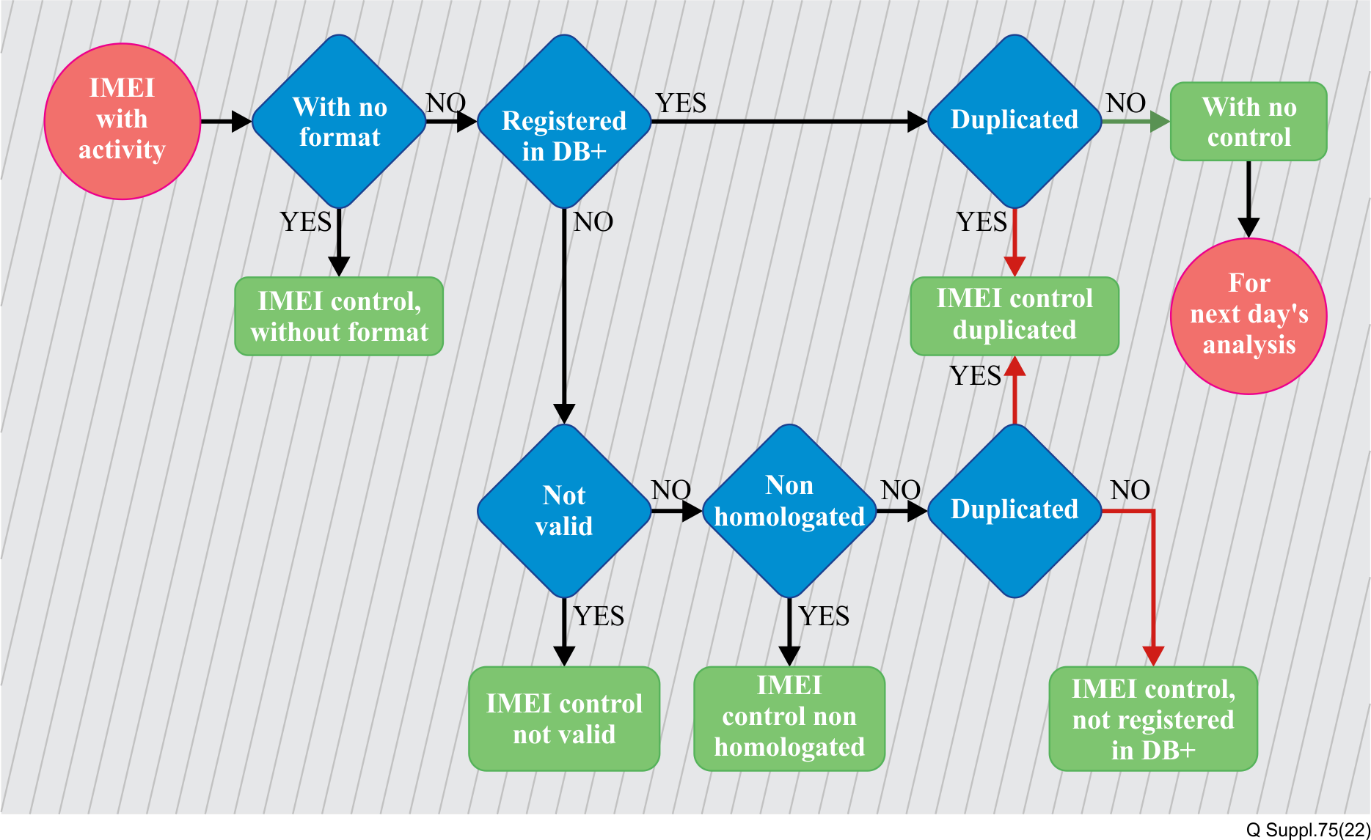 IMEI
with
activity
With no
format
NO
Registered
in DB+
YES
Duplicated
NO
With no
control
YES
NO
YES
IMEI control,
without format
IMEI control
duplicated
For
next day's
analysis
YES
Not
valid
NO
Non
homologated
NO
Duplicated
NO
YES
YES
IMEI control
not valid
IMEI
control non
homologated
IMEI control,
not registered
in DB+
Q Suppl.75(22)